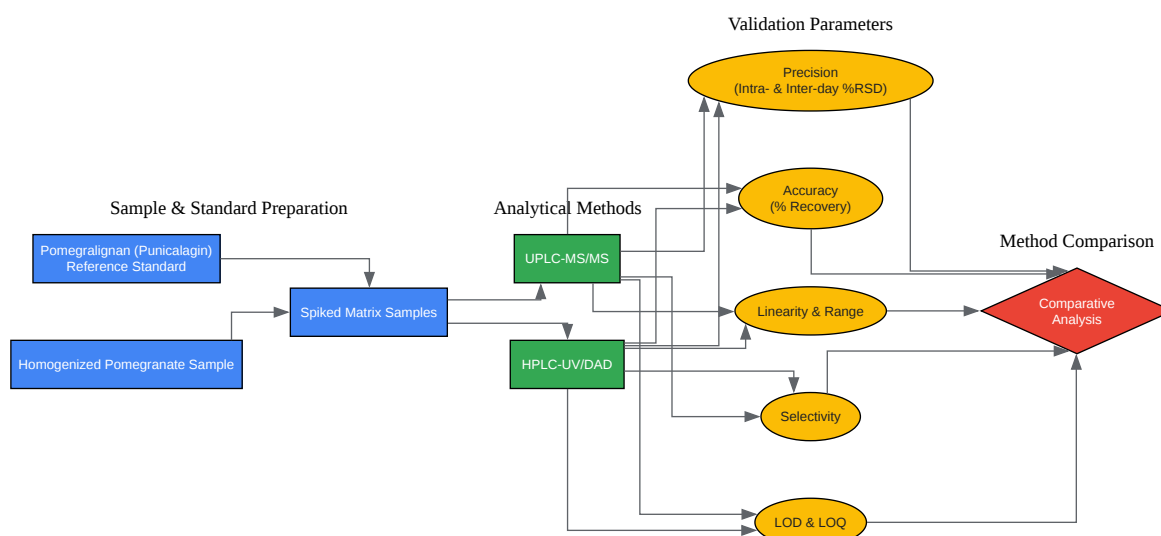 Validation Parameters
Precision
(Intra- & Inter-day %RSD)
Accuracy
(% Recovery)
Sample & Standard Preparation
Analytical Methods
Method Comparison
Pomegralignan (Punicalagin)
Reference Standard
UPLC-MS/MS
Spiked Matrix Samples
Linearity & Range
Comparative
Analysis
Homogenized Pomegranate Sample
HPLC-UV/DAD
Selectivity
LOD & LOQ